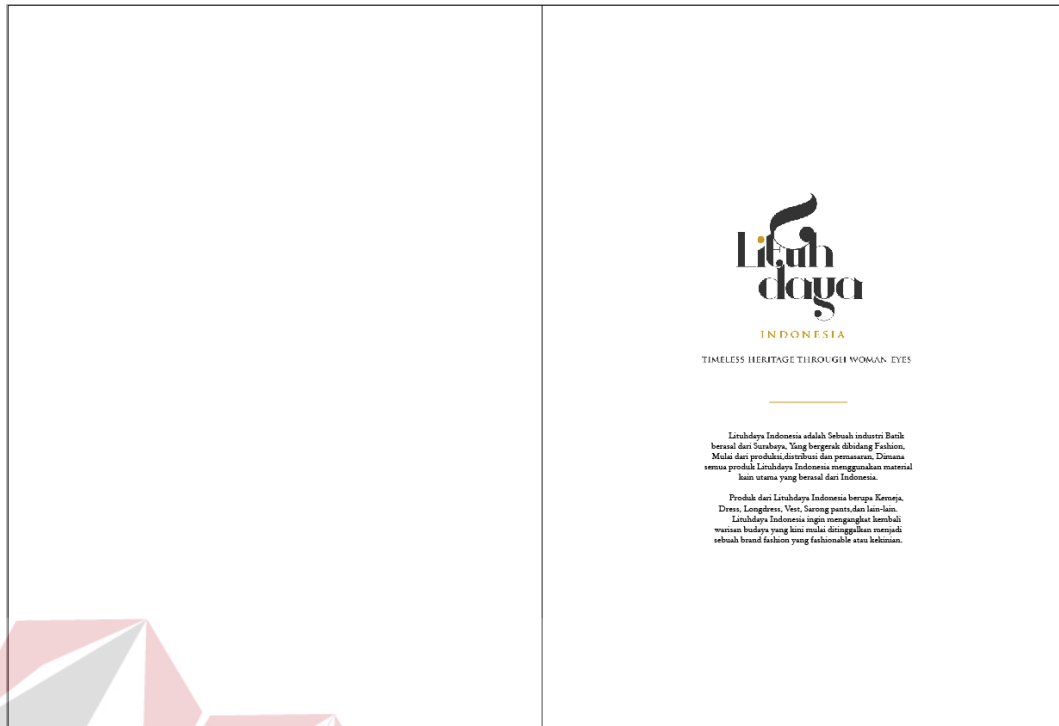 Lituh
daya
INDONESIA
TIMELESS HERITAGE THROUGH WOMAN EYES
Lituhdaya Indonesia adalah Sebuah industri Batik
berasal dari Surabaya, Yang bergerak dibidang Fashion,
Mulai dari produksi,distribusi dan pemasaran, Dimana
semua produk Lituhdaya Indonesia menggunakan material
kain utama yang berasal dari Indonesia.
Produk dari Lituhdaya Indonesia berupa Kemeja,
Dress, Longdress, Vest, Sarong pants,dan lain-lain.
Lituhdaya Indonesia ingin mengangkat kembali
warisan budaya yang kini mulai ditinggalkan menjadi
sebuah brand fashion yang fashionable atau kekinian.